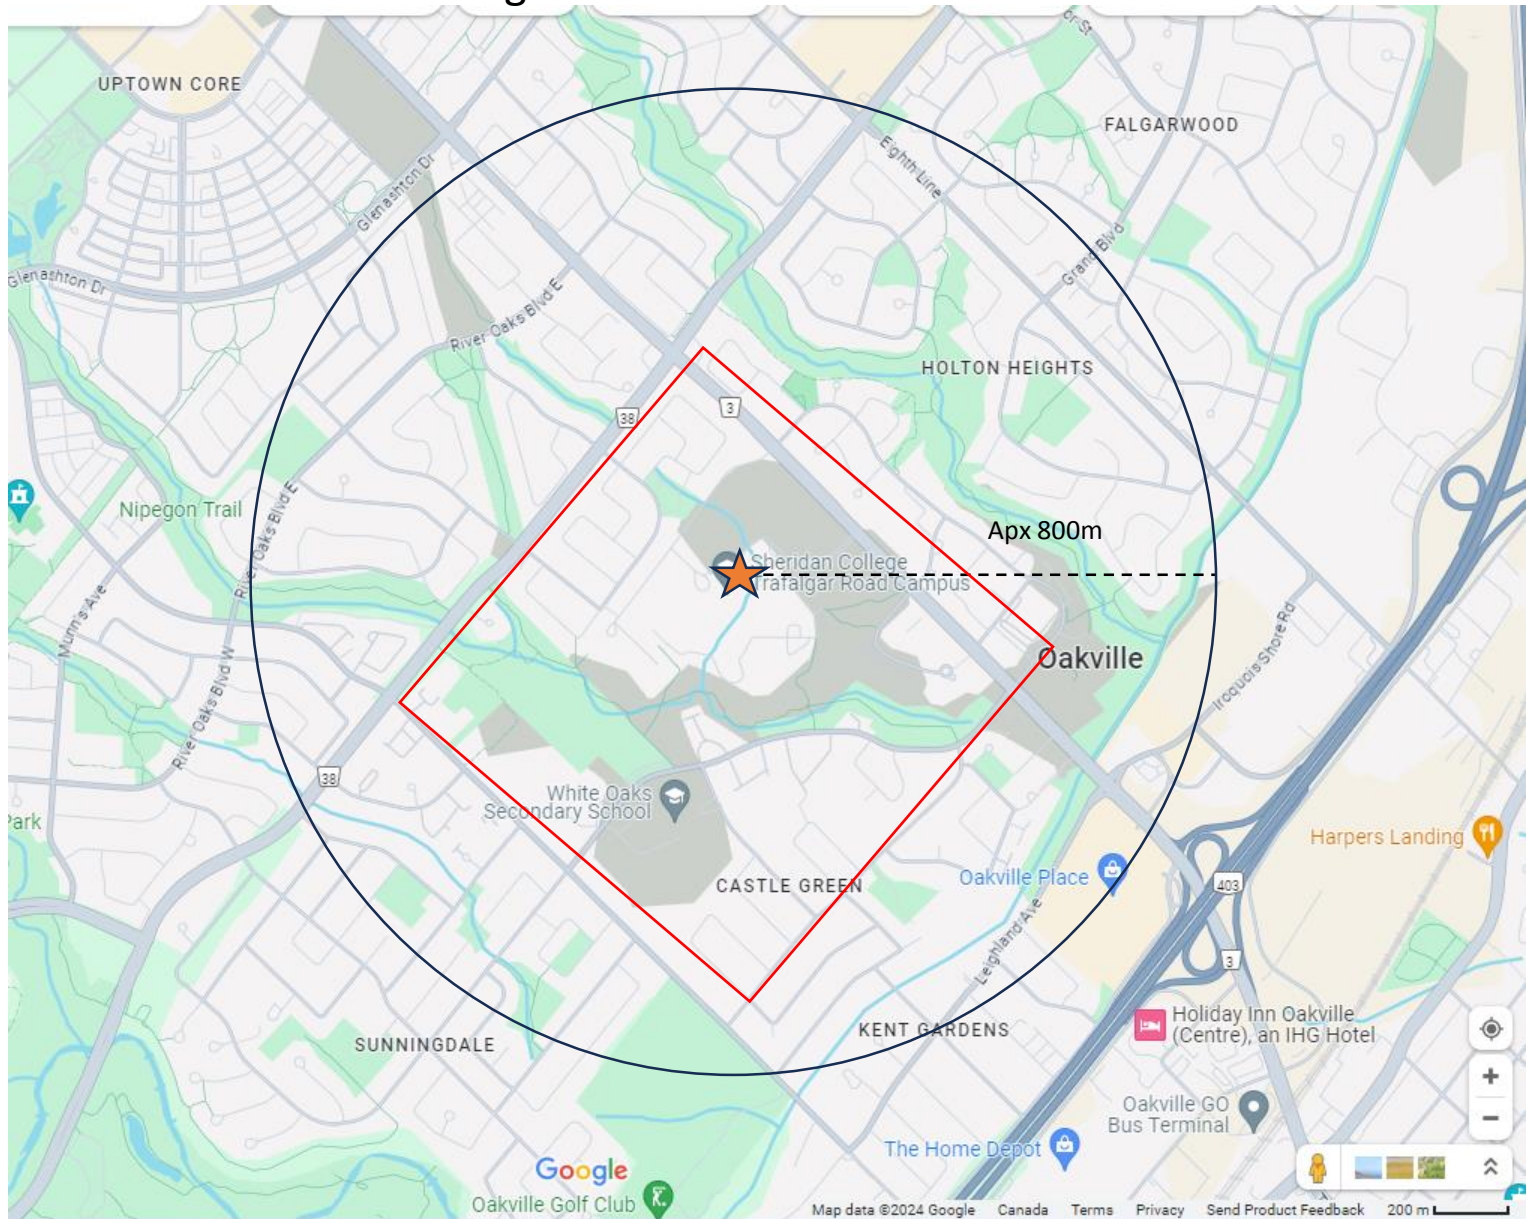 UPTOWN CORE
FALGARWOOD
Eighth Line
Glenashton Dr
Grand Blvd
Glenashton Dr
River Oaks Blvd E
HOLTON HEIGHTS
38
3
Nipegon Trail
River Oaks Blvd E
Apx 800m
Sheridan College
Trafalgar Road Campus
Munn's Ave
Oakville
Iroquois Shore Rd
River Oaks Blvd W
38
White Oaks
Secondary School
Park
Harpers Landing
CASTLE GREEN
Oakville Place
403
Leighland Ave
3
Holiday Inn Oakville
(Centre), an IHG Hotel
KENT GARDENS
SUNNINGDALE
Oakville GO
Bus Terminal
The Home Depot
Google
Oakville Golf Club
Map data ©2024 Google Canada Terms Privacy Send Product Feedback 200 m